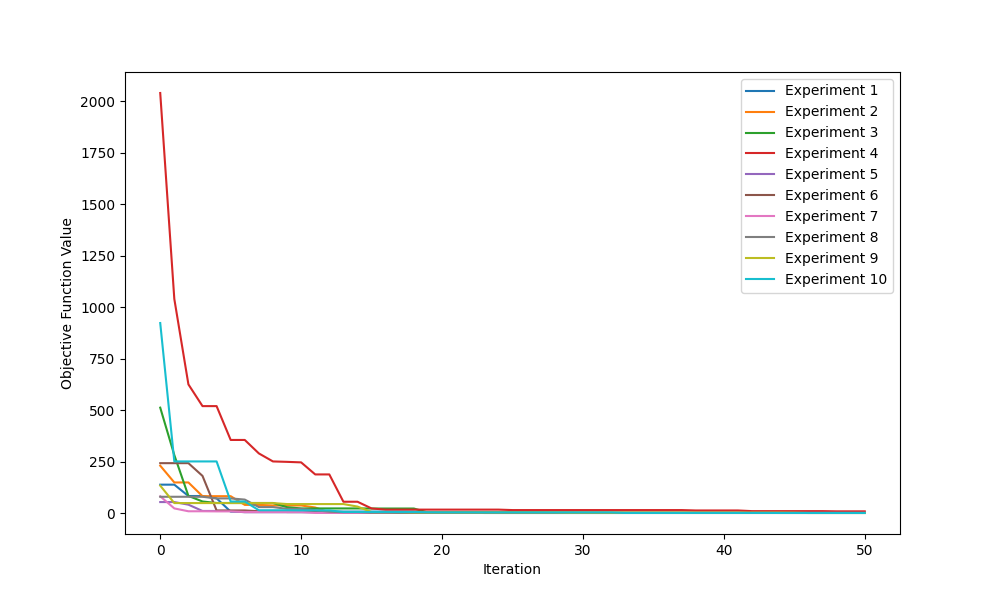 2000
1750
1500
1250
1000
750
500
250
0
Objective Function Value
0
10
20
30
40
50
Iteration
Experiment 1
Experiment 2
Experiment 3
Experiment 4
Experiment 5
Experiment 6
Experiment 7
Experiment 8
Experiment 9
Experiment 10